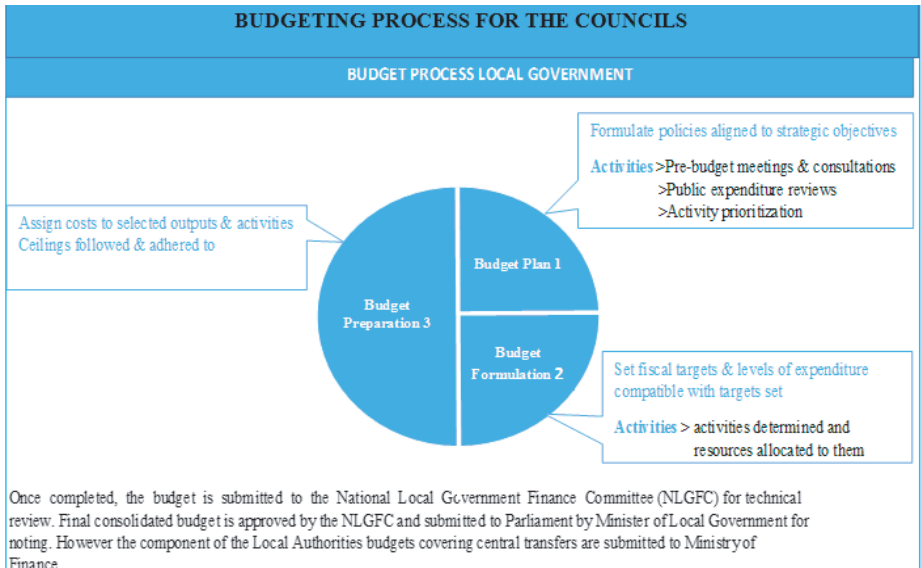 BUDGETING PROCESS FOR THE COUNCILS
BUDGET PROCESS LOCAL GOVERNMENT
Formulate policies aligned to strategic objectives
Activities >Pre-budget meetings & consultations
>Public expenditure reviews
>Activity prioritization
Assign costs to selected outputs & activities
Ceilings followed & adhered to
Budget Plan 1
Budget
Preparation 3
Budget
Formulation 2
Set fiscal targets & levels of expenditure
compatible with targets set
Activities > activities determined and
resources allocated to them
Once completed, the budget is submitted to the National Local Government Finance Committee (NLGFC) for technical
review. Final consolidated budget is approved by the NLGFC and submitted to Parliament by Minister of Local Government for
noting. However the component of the Local Authorities budgets covering central transfers are submitted to Ministry of
Finance